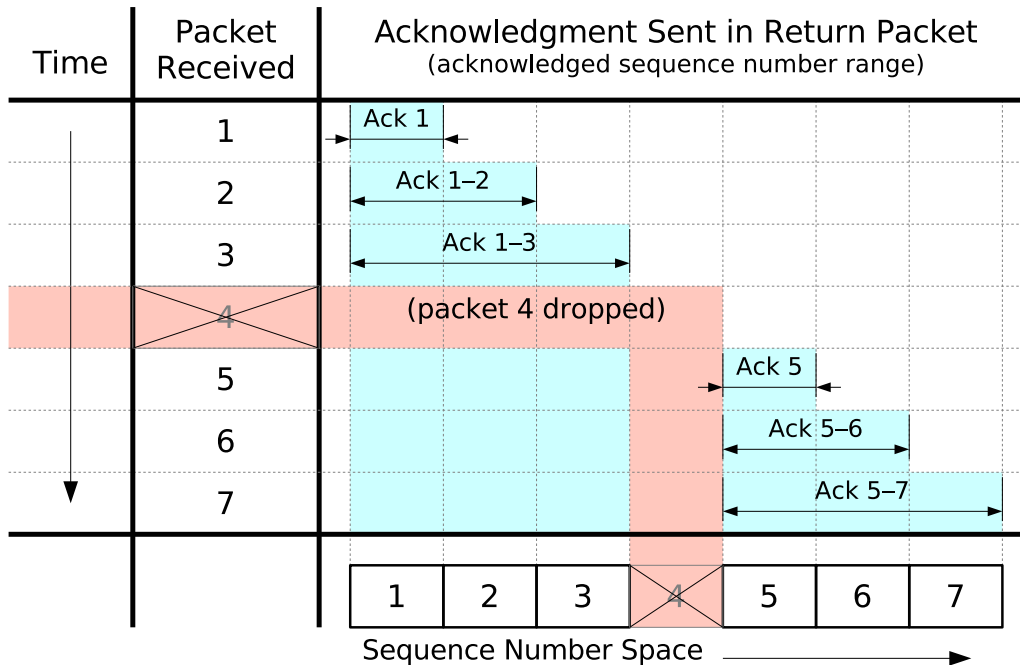 Time
Packet
Received
Acknowledgment Sent in Return Packet
(acknowledged sequence number range)
1
Ack 1
2
Ack 1–2
3
Ack 1–3
4
(packet 4 dropped)
5
Ack 5
6
Ack 5–6
7
Ack 5–7
1 2 3 4 5 6 7
Sequence Number Space